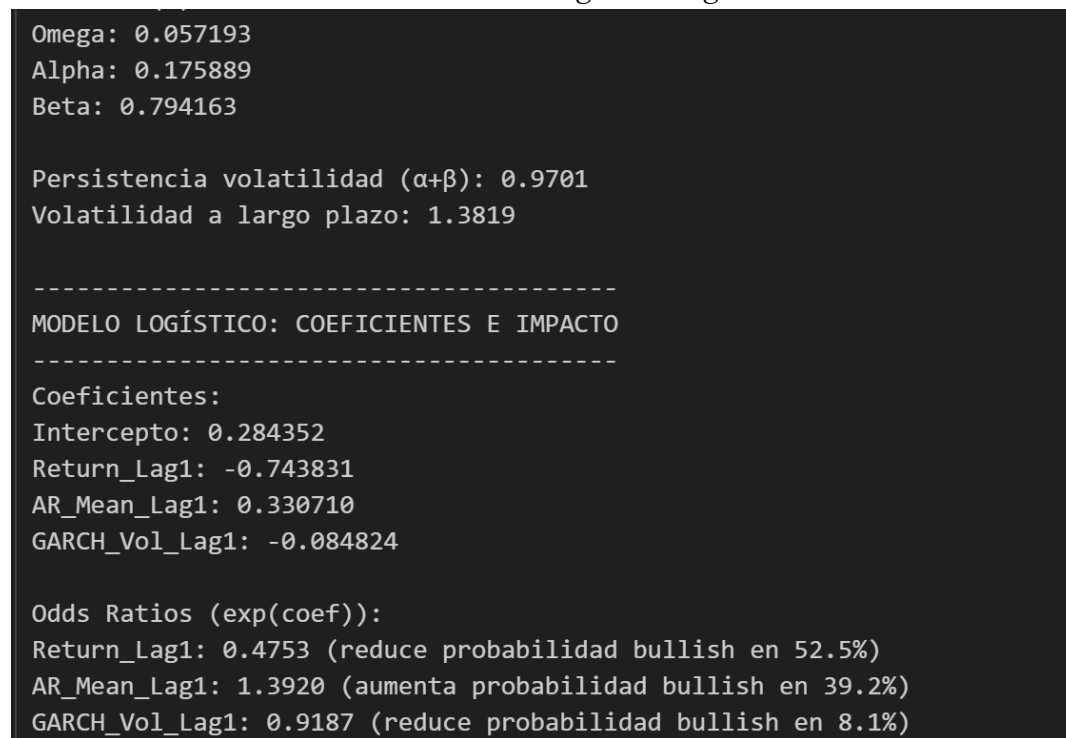 Omega: 0.057193
Alpha: 0.175889
Beta: 0.794163
Persistencia volatilidad (α+β): 0.9701
Volatilidad a largo plazo: 1.3819
----------------------------------------
MODELO LOGÍSTICO: COEFICIENTES E IMPACTO
----------------------------------------
Coeficientes:
Intercepto: 0.284352
Return_Lag1: -0.743831
AR_Mean_Lag1: 0.330710
GARCH_Vol_Lag1: -0.084824
Odds Ratios (exp(coef)):
Return_Lag1: 0.4753 (reduce probabilidad bullish en 52.5%)
AR_Mean_Lag1: 1.3920 (aumenta probabilidad bullish en 39.2%)
GARCH_Vol_Lag1: 0.9187 (reduce probabilidad bullish en 8.1%)